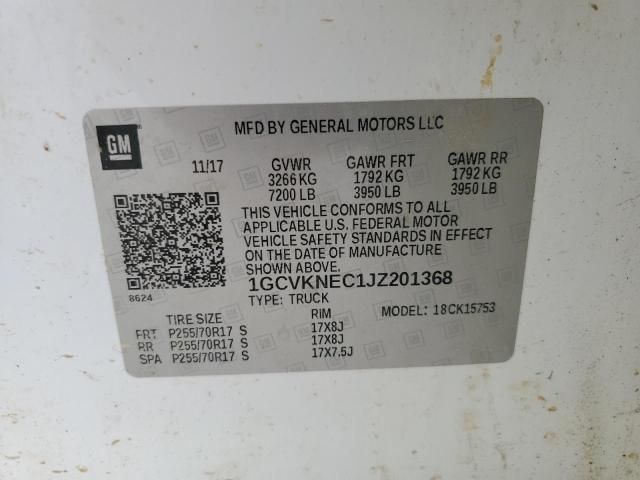 GM
MFD BY GENERAL MOTORS LLC
11/17 GVWR GAWR FRT GAWR RR
3266 KG 1792 KG 1792 KG
7200 LB 3950 LB 3950 LB
THIS VEHICLE CONFORMS TO ALL
APPLICABLE U.S. FEDERAL MOTOR
VEHICLE SAFETY STANDARDS IN EFFECT
ON THE DATE OF MANUFACTURE
SHOWN ABOVE.
8624
1GCVKNEC1JZ201368
TYPE: TRUCK MODEL: 18CK15753
TIRE SIZE RIM
FRT P255/70R17 S 17X8J
RR P255/70R17 S 17X8J
SPA P255/70R17 S 17X7.5J